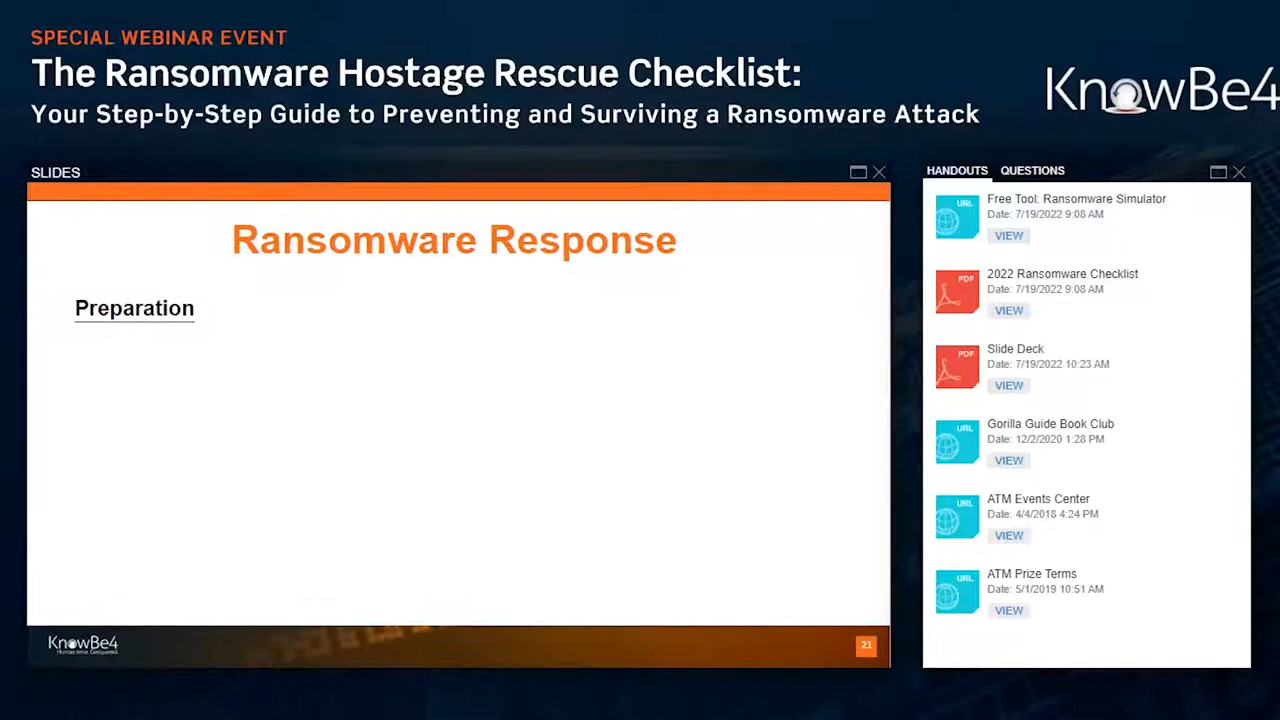 SPECIAL WEBINAR EVENT
The Ransomware Hostage Rescue Checklist:
Your Step-by-Step Guide to Preventing and Surviving a Ransomware Attack
KnowBe4
SLIDES
Ransomware Response
Preparation
KnowBe4
Human error. Conquered.
21
HANDOUTS QUESTIONS
URL
Free Tool: Ransomware Simulator
Date: 7/19/2022 9:08 AM
VIEW
PDF
2022 Ransomware Checklist
Date: 7/19/2022 9:08 AM
VIEW
PDF
Slide Deck
Date: 7/19/2022 10:23 AM
VIEW
URL
Gorilla Guide Book Club
Date: 12/2/2020 1:28 PM
VIEW
URL
ATM Events Center
Date: 4/4/2018 4:24 PM
VIEW
URL
ATM Prize Terms
Date: 5/1/2019 10:51 AM
VIEW